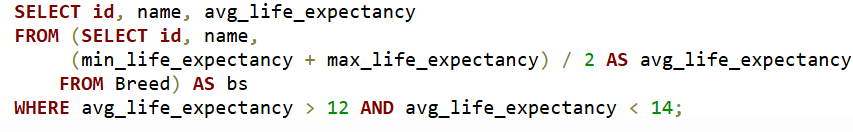 SELECT id, name, avg_life_expectancy
FROM (SELECT id, name,
(min_life_expectancy + max_life_expectancy) / 2 AS avg_life_expectancy
FROM Breed) AS bs
WHERE avg_life_expectancy > 12 AND avg_life_expectancy < 14;